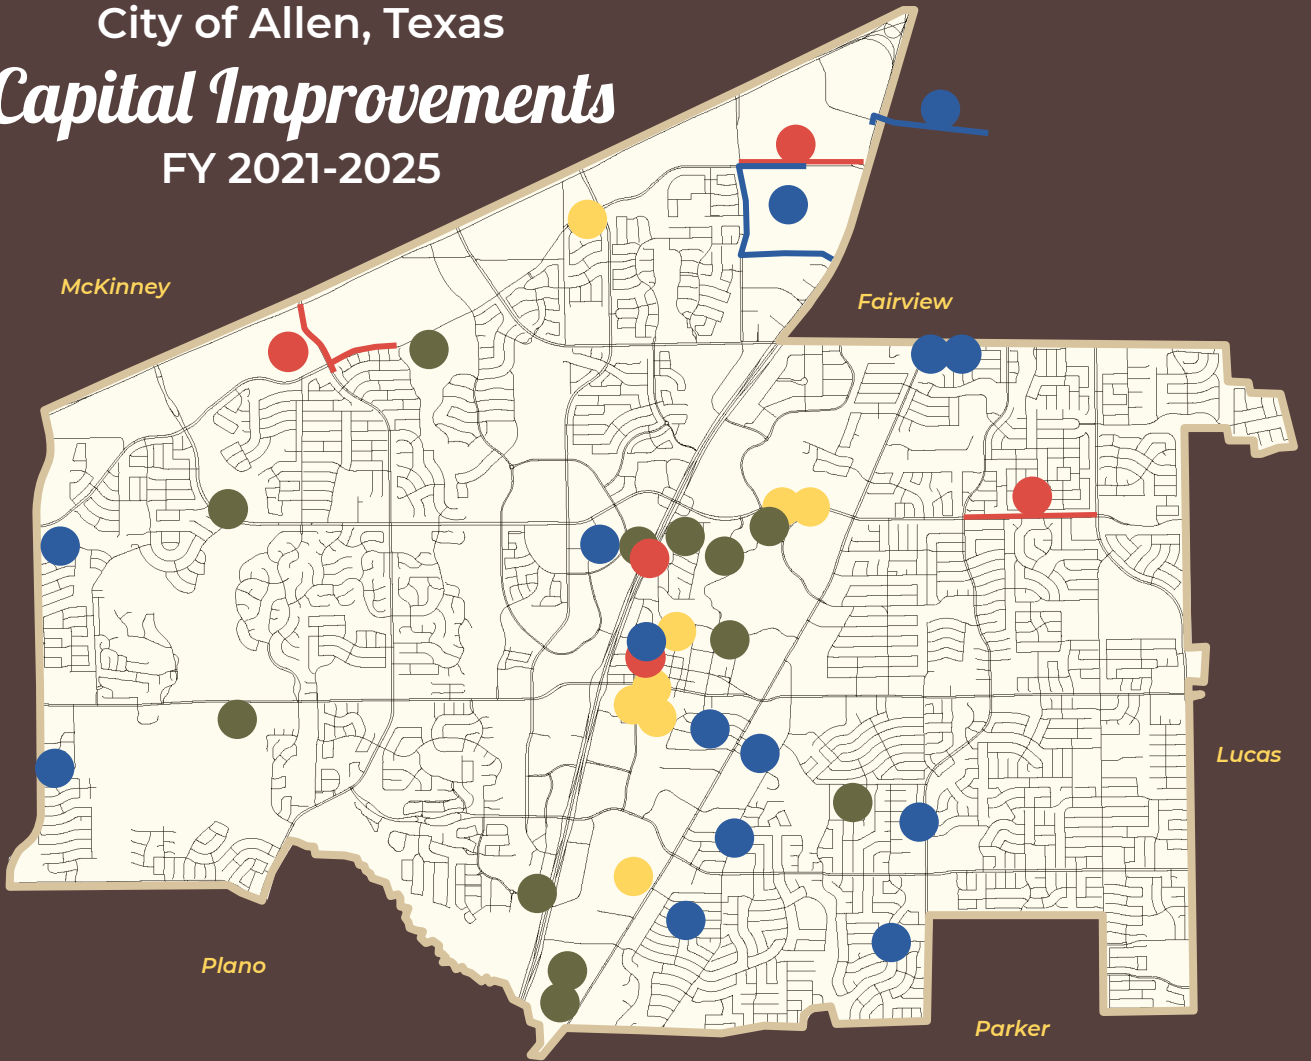 City of Allen, Texas
Capital Improvements
FY 2021-2025
McKinney
Fairview
Lucas
Plano
Parker